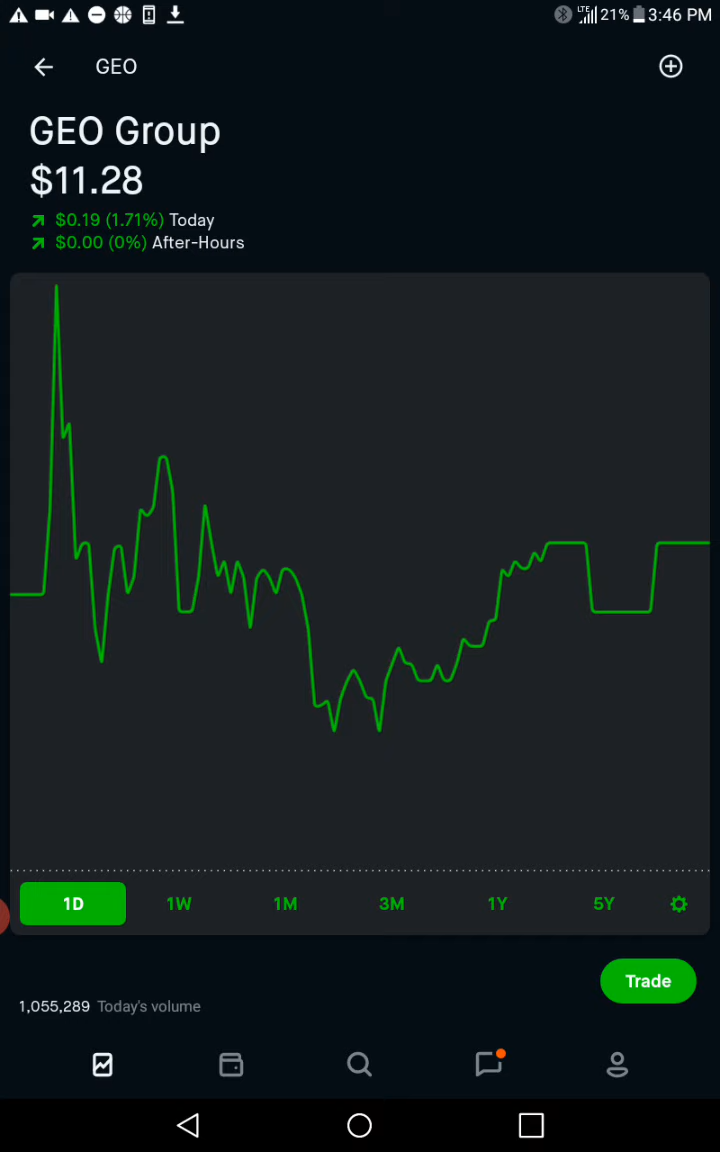 LTE 21% 3:46 PM
GEO
GEO Group
$11.28
$0.19 (1.71%) Today
$0.00 (0%) After-Hours
1D 1W 1M 3M 1Y 5Y
Trade
1,055,289 Today's volume